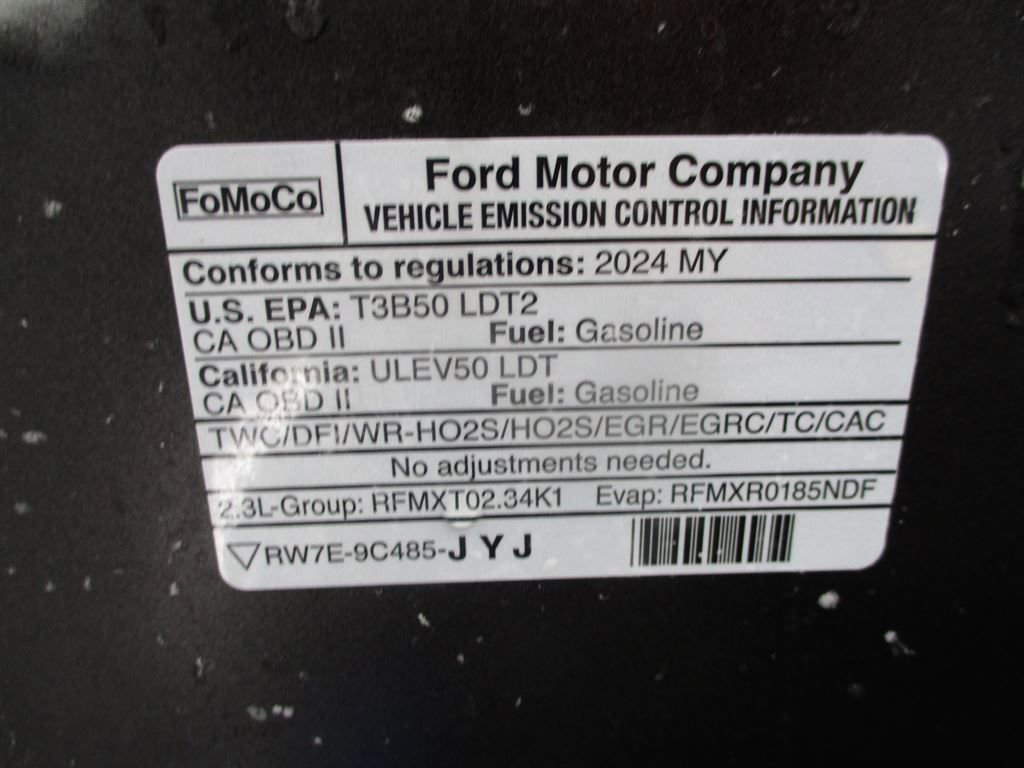 FoMoCo
Ford Motor Company
VEHICLE EMISSION CONTROL INFORMATION
Conforms to regulations: 2024 MY
U.S. EPA: T3B50 LDT2
CA OBD II Fuel: Gasoline
California: ULEV50 LDT
CA OBD II Fuel: Gasoline
TWC/DFI/WR-HO2S/HO2S/EGR/EGRC/TC/CAC
No adjustments needed.
2.3L-Group: RFMXT02.34K1 Evap: RFMXR0185NDF
RW7E-9C485-JYJ